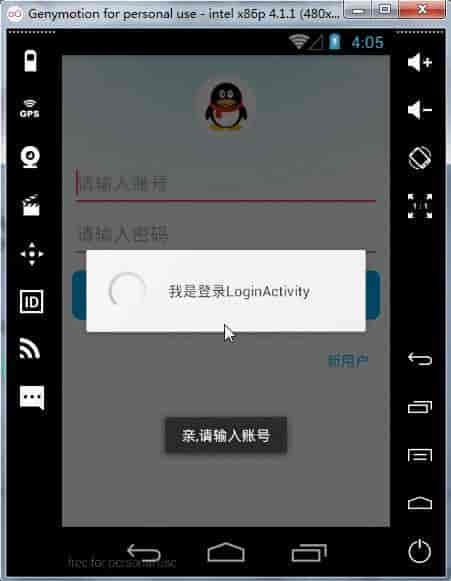 Genymotion for personal use - intel x86p 4.1.1 (480x...
4:05
GPS
请输入账号
1:1
请输入密码
我是登录LoginActivity
ID
新用户
亲,请输入账号
free for personal use